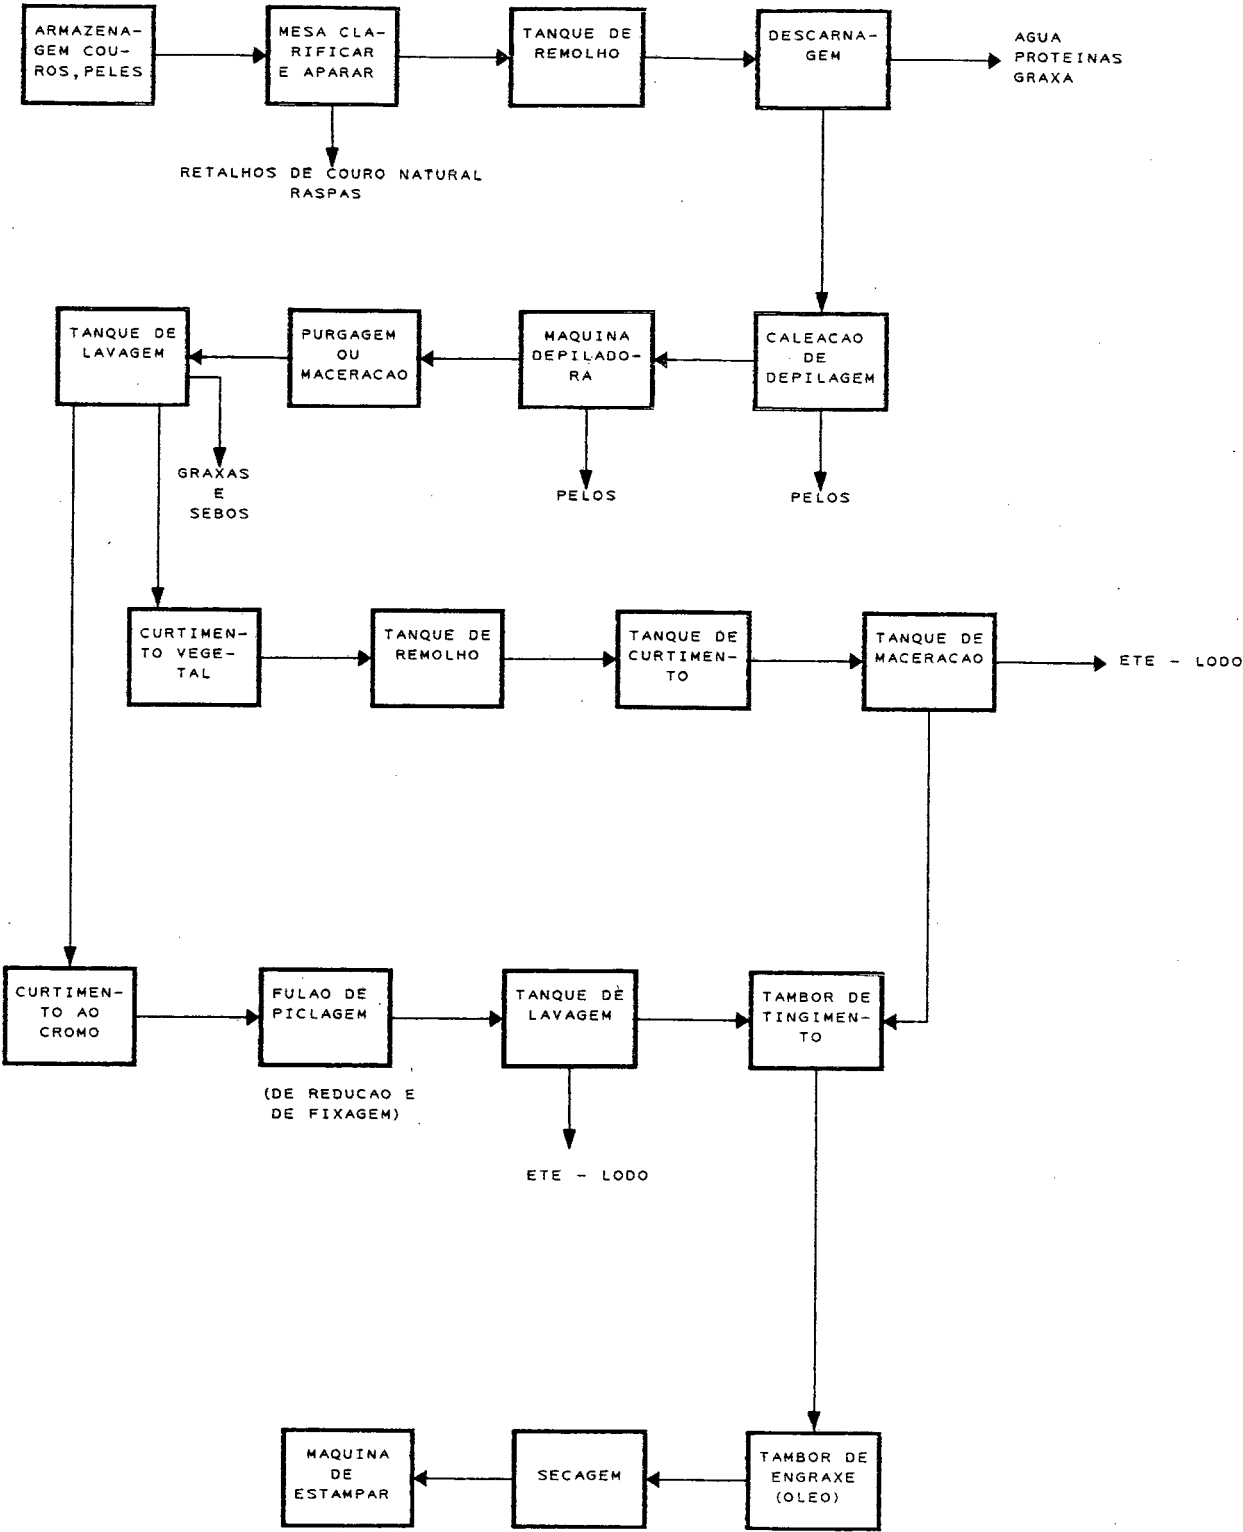 ARMAZENA-
GEM COU-
ROS, PELES
MESA CLA-
RIFICAR
E APARAR
TANQUE DE
REMOLHO
DESCARNA-
GEM
AGUA
PROTEINAS
GRAXA
RETALHOS DE COURO NATURAL
RASPAS
TANQUE DE
LAVAGEM
PURGAGEM
OU
MACERACAO
MAQUINA
DEPILADO-
RA
CALEACAO
DE
DEPILAGEM
GRAXAS
E
SEBOS
PELOS
PELOS
CURTIMEN-
TO VEGE-
TAL
TANQUE DE
REMOLHO
TANQUE DE
CURTIMEN-
TO
TANQUE DE
MACERACAO
ETE - LODO
CURTIMEN-
TO AO
CROMO
FULAO DE
PICLAGEM
(DE REDUCAO E
DE FIXAGEM)
TANQUE DE
LAVAGEM
TAMBOR DE
TINGIMEN-
TO
ETE - LODO
MAQUINA
DE
ESTAMPAR
SECAGEM
TAMBOR DE
ENGRAXE
(OLEO)